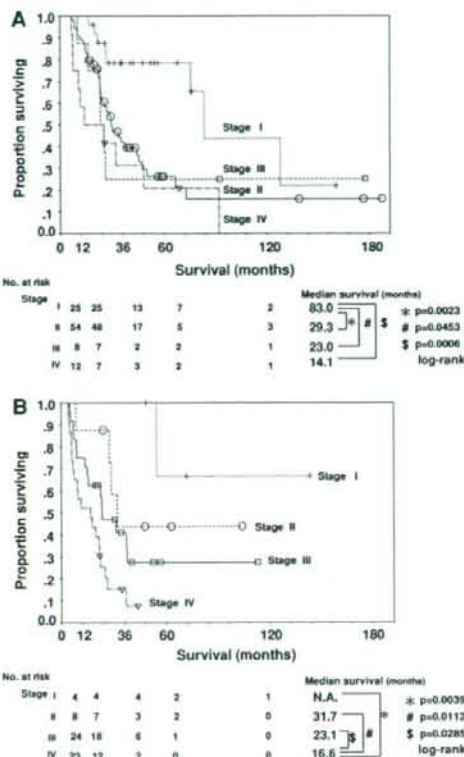 A
Proportion surviving
1.0
.9
.8
.7
.6
.5
.4
.3
.2
.1
0.0
Stage I
Stage III
Stage II
Stage IV
0 12 36 60 120 180
Survival (months)
No. at risk
Stage
I 25 25 13 7 2
II 54 48 17 5 3
III 8 7 2 2 1
IV 12 7 3 2 1
Median survival (months)
83.0
29.3
23.0
14.1
* # $
* p=0.0023
# p=0.0453
$ p=0.0006
log-rank
B
Proportion surviving
1.0
.9
.8
.7
.6
.5
.4
.3
.2
.1
0.0
Stage I
Stage II
Stage III
Stage IV
0 12 36 60 120 180
Survival (months)
No. at risk
Stage I 4 4 4 2 1
II 8 7 3 2 0
III 24 18 6 1 0
IV 23 12 2 0 0
Median survival (months)
N.A.
31.7
23.1
16.6
$ # *
* p=0.0039
# p=0.0112
$ p=0.0285
log-rank